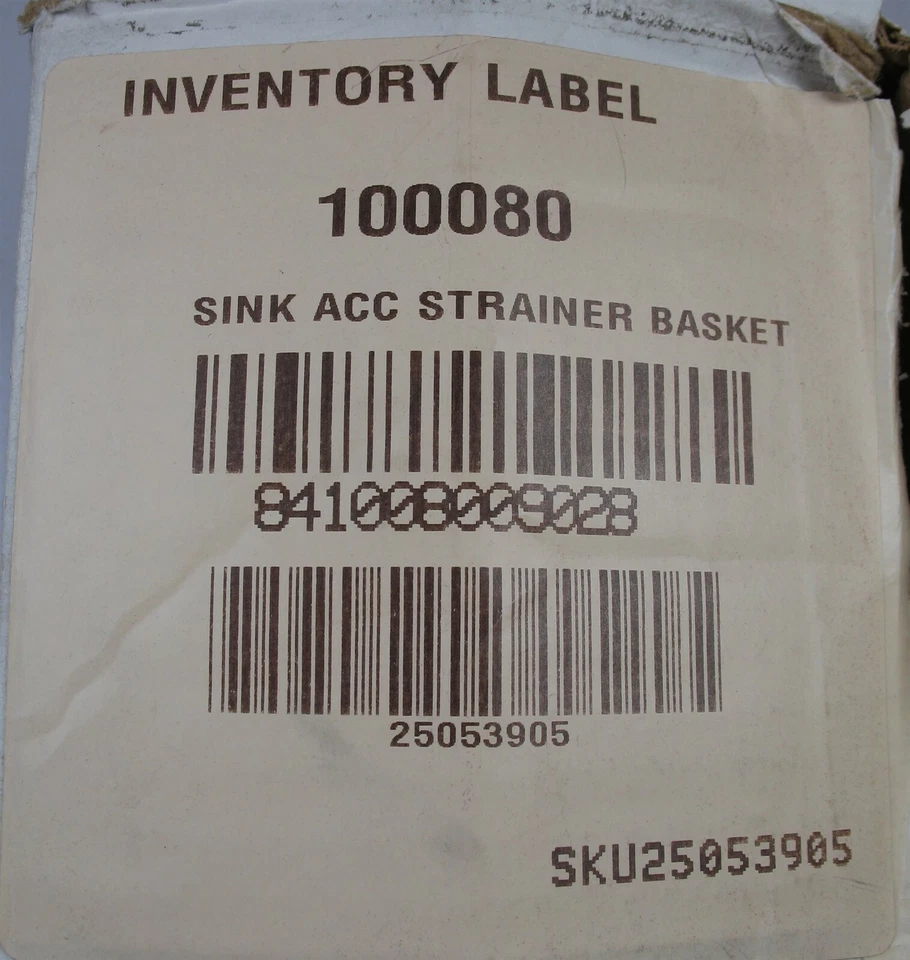 INVENTORY LABEL
100080
SINK ACC STRAINER BASKET
841008009028
25053905
SKU25053905